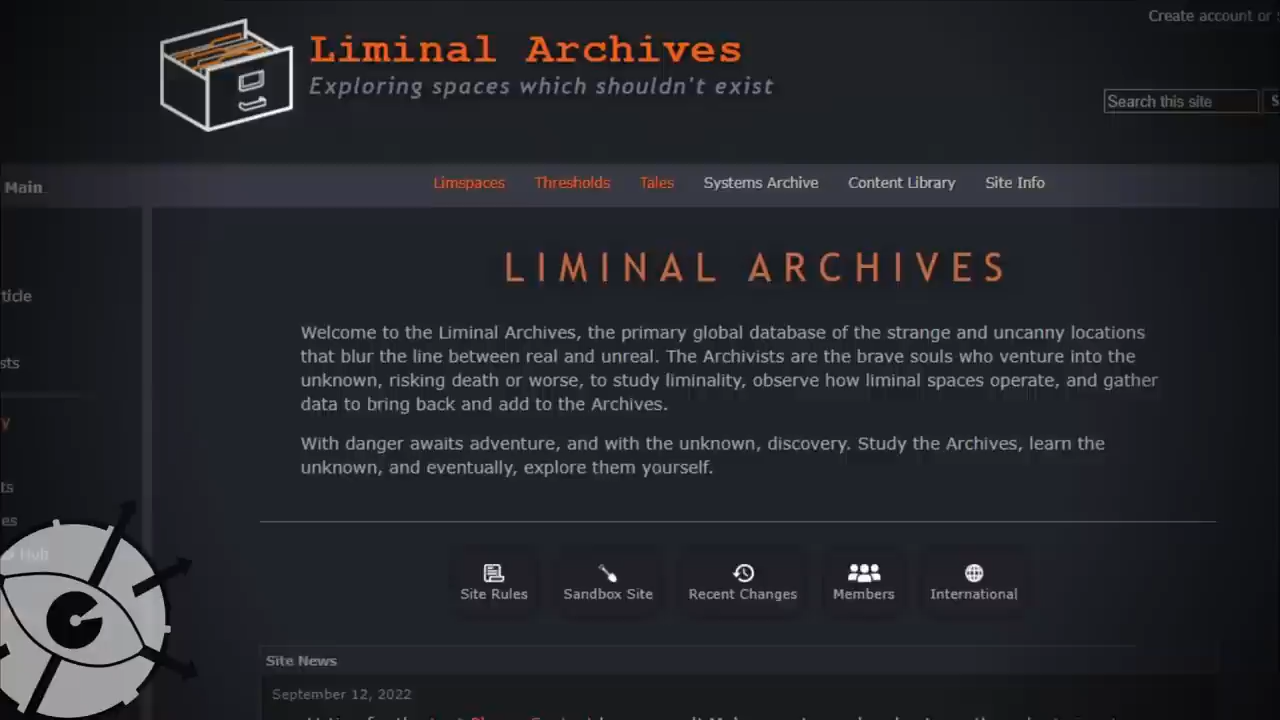 Create account or
Liminal Archives
Exploring spaces which shouldn't exist
Search this site
Main
Limspaces Thresholds Tales Systems Archive Content Library Site Info
LIMINAL ARCHIVES
ticle
Welcome to the Liminal Archives, the primary global database of the strange and uncanny locations
that blur the line between real and unreal. The Archivists are the brave souls who venture into the
unknown, risking death or worse, to study liminality, observe how liminal spaces operate, and gather
data to bring back and add to the Archives.
sts
y
With danger awaits adventure, and with the unknown, discovery. Study the Archives, learn the
unknown, and eventually, explore them yourself.
ts
es
Hub
Site Rules Sandbox Site Recent Changes Members International
Site News
September 12, 2022